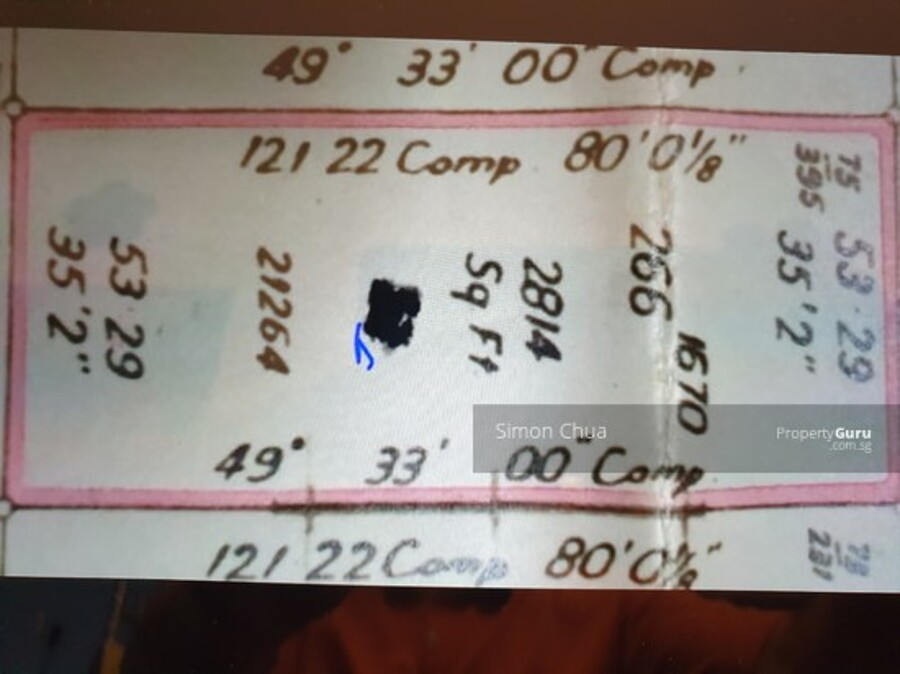 49° 33' 00" Comp
121 22 Comp 80' 0⅛"
53 29
35' 2"
21264
2814
Sq Ft
266
1670
75
395
53 29
35' 2"
49° 33' 00" Comp
121 22 Comp 80' 0⅛"
231
Simon Chua
PropertyGuru
.com.sg